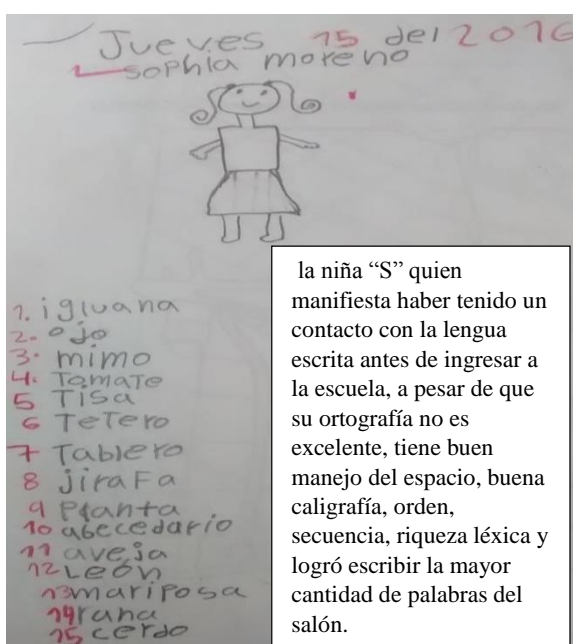 Jueves 15 del 2016
sophia moreno
1. igluana
2. ojo
3. mimo
4. Tomate
5 Tisa
6 TeTero
7 Tablero
8 jiraFa
9 Planta
10 abecedario
11 aveja
12 León
13 mariposa
14 rana
15 cerdo
la niña “S” quien
manifiesta haber tenido un
contacto con la lengua
escrita antes de ingresar a
la escuela, a pesar de que
su ortografía no es
excelente, tiene buen
manejo del espacio, buena
caligrafía, orden,
secuencia, riqueza léxica y
logró escribir la mayor
cantidad de palabras del
salón.